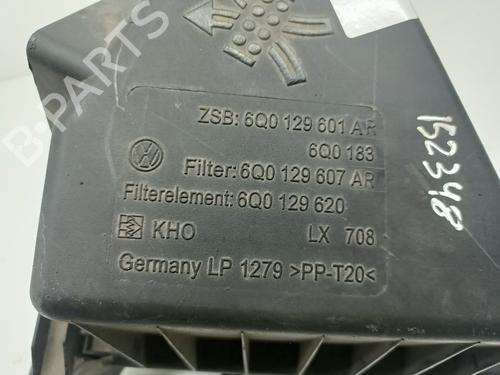 B-PARTS
ZSB: 6Q0 129 601 AR
6Q0 183
Filter: 6Q0 129 607 AR
Filterelement: 6Q0 129 620
KHO LX 708
Germany LP 1279 >PP-T20<
152348